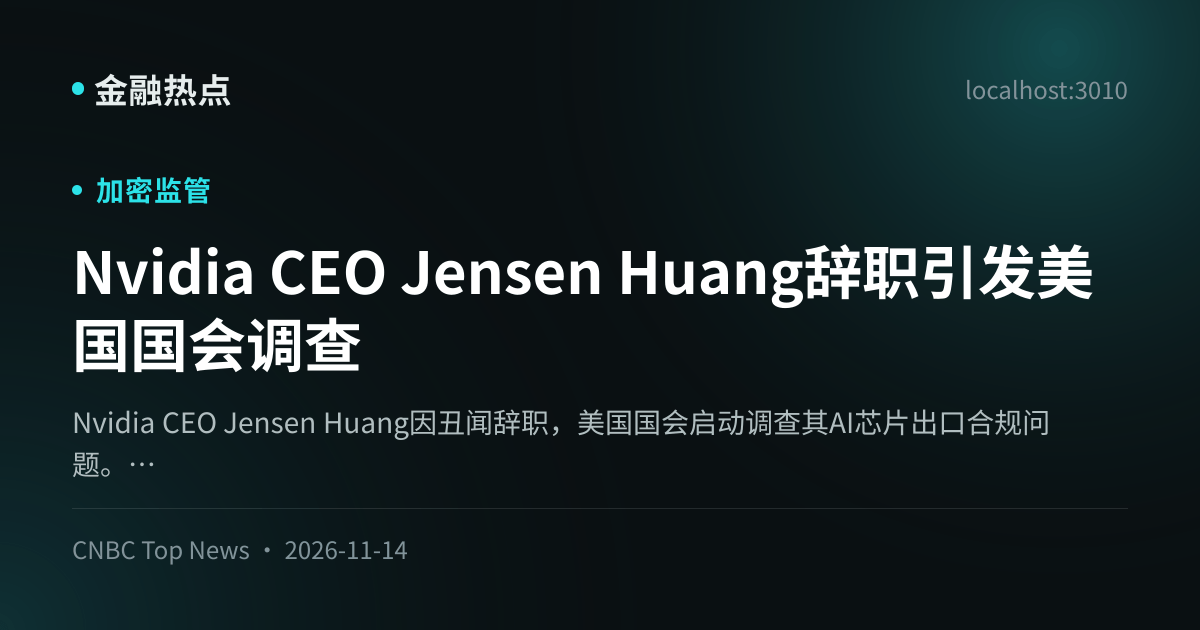 金融热点
localhost:3010
加密监管
Nvidia CEO Jensen Huang辞职引发美
国国会调查
Nvidia CEO Jensen Huang因丑闻辞职，美国国会启动调查其AI芯片出口合规问
题。…
CNBC Top News • 2026-11-14